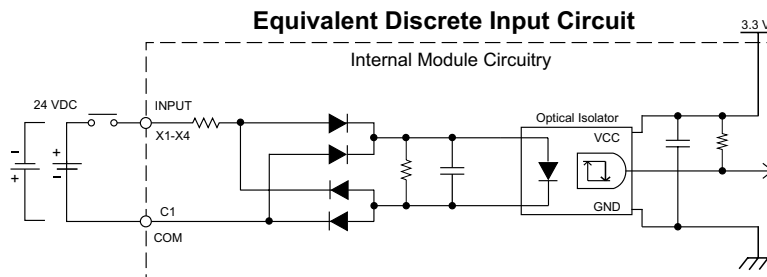 Equivalent Discrete Input Circuit
3.3 V
Internal Module Circuitry
24 VDC
INPUT
X1-X4
Optical Isolator
VCC
GND
C1
COM
- 
+
+
-